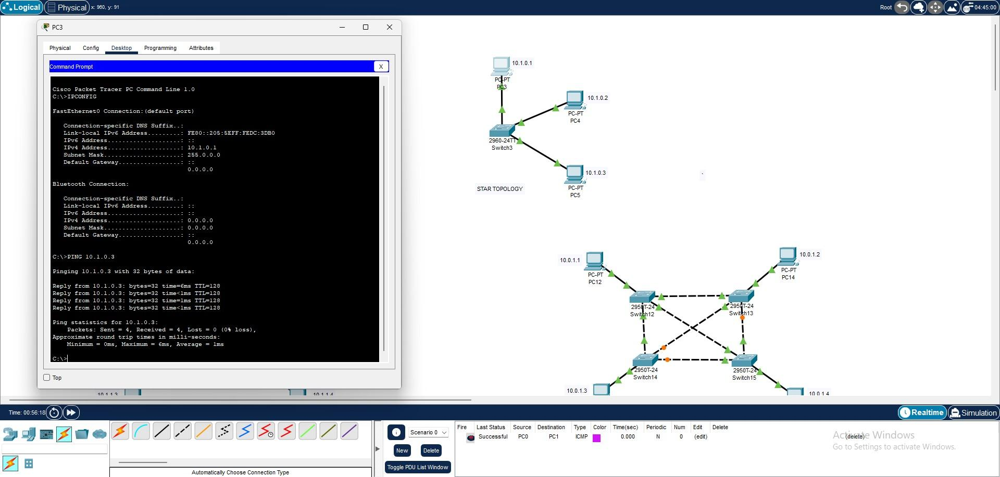 Logical
Physical
x: 960, y: 91
Root
04:45:00
PC3
Physical
Config
Desktop
Programming
Attributes
Command Prompt
X
Cisco Packet Tracer PC Command Line 1.0
C:\>IPCONFIG
FastEthernet0 Connection:(default port)
Connection-specific DNS Suffix..:
Link-local IPv6 Address.........: FE80::205:5EFF:FEDC:3DB0
IPv6 Address....................: ::
IPv4 Address....................: 10.1.0.1
Subnet Mask.....................: 255.0.0.0
Default Gateway.................: ::
0.0.0.0
Bluetooth Connection:
Connection-specific DNS Suffix..:
Link-local IPv6 Address.........: ::
IPv6 Address....................: ::
IPv4 Address....................: 0.0.0.0
Subnet Mask.....................: 0.0.0.0
Default Gateway.................: ::
0.0.0.0
C:\>PING 10.1.0.3
Pinging 10.1.0.3 with 32 bytes of data:
Reply from 10.1.0.3: bytes=32 time=6ms TTL=128
Reply from 10.1.0.3: bytes=32 time<1ms TTL=128
Reply from 10.1.0.3: bytes=32 time=1ms TTL=128
Reply from 10.1.0.3: bytes=32 time<1ms TTL=128
Ping statistics for 10.1.0.3:
Packets: Sent = 4, Received = 4, Lost = 0 (0% loss),
Approximate round trip times in milli-seconds:
Minimum = 0ms, Maximum = 6ms, Average = 1ms
C:\>
Top
10.1.0.1
PC-PT
PC3
10.1.0.2
PC-PT
PC4
2960-24TT
Switch3
10.1.0.3
PC-PT
PC5
STAR TOPOLOGY
`
10.0.1.1
PC-PT
PC12
10.0.1.2
PC-PT
PC14
2950T-24
Switch12
2950T-24
Switch13
2950T-24
Switch14
2950T-24
Switch15
10.0.1.3
10.0.1.4
10.1.1.3
10.1.1.4
Time: 00:56:18
Realtime
Simulation
Automatically Choose Connection Type
Scenario 0
New
Delete
Toggle PDU List Window
Fire Last Status Source Destination Type Color Time(sec) Periodic Num Edit Delete
Successful PC0 PC1 ICMP 0.000 N 0 (edit) (delete)
Activate Windows
Go to Settings to activate Windows.